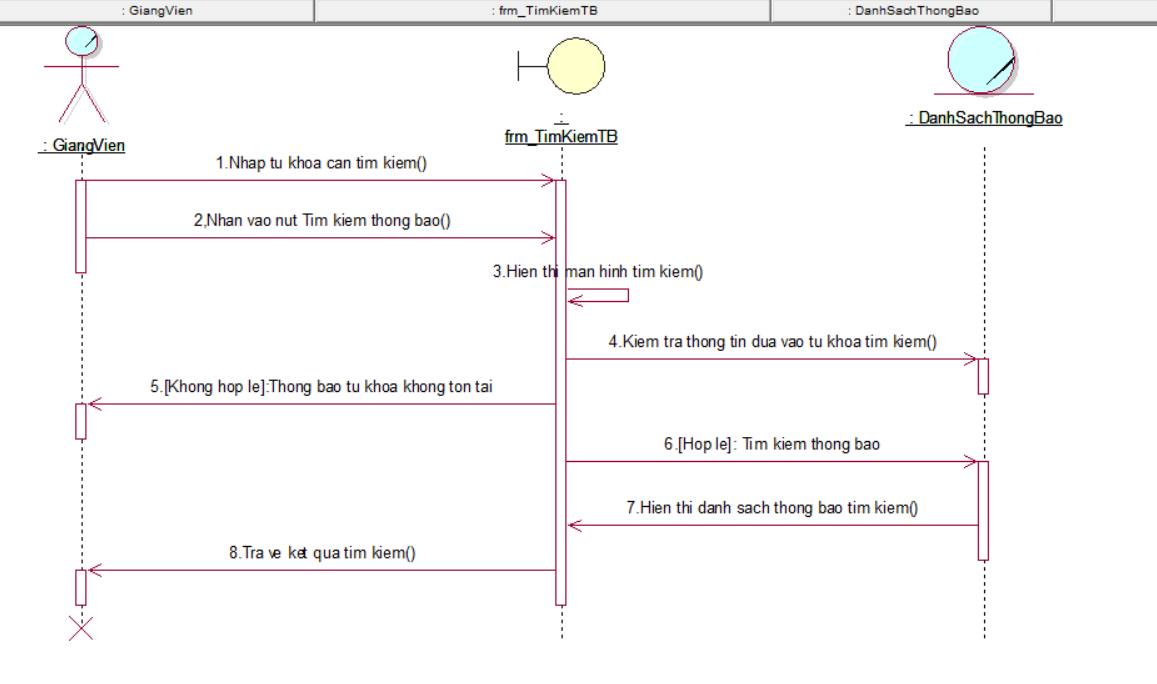 : GiangVien
: frm_TimKiemTB
: DanhSachThongBao
: GiangVien
:
frm_TimKiemTB
: DanhSachThongBao
1.Nhap tu khoa can tim kiem()
2,Nhan vao nut Tim kiem thong bao()
3.Hien thi man hinh tim kiem()
4.Kiem tra thong tin dua vao tu khoa tim kiem()
5.[Khong hop le]:Thong bao tu khoa khong ton tai
6.[Hop le]: Tim kiem thong bao
7.Hien thi danh sach thong bao tim kiem()
8.Tra ve ket qua tim kiem()